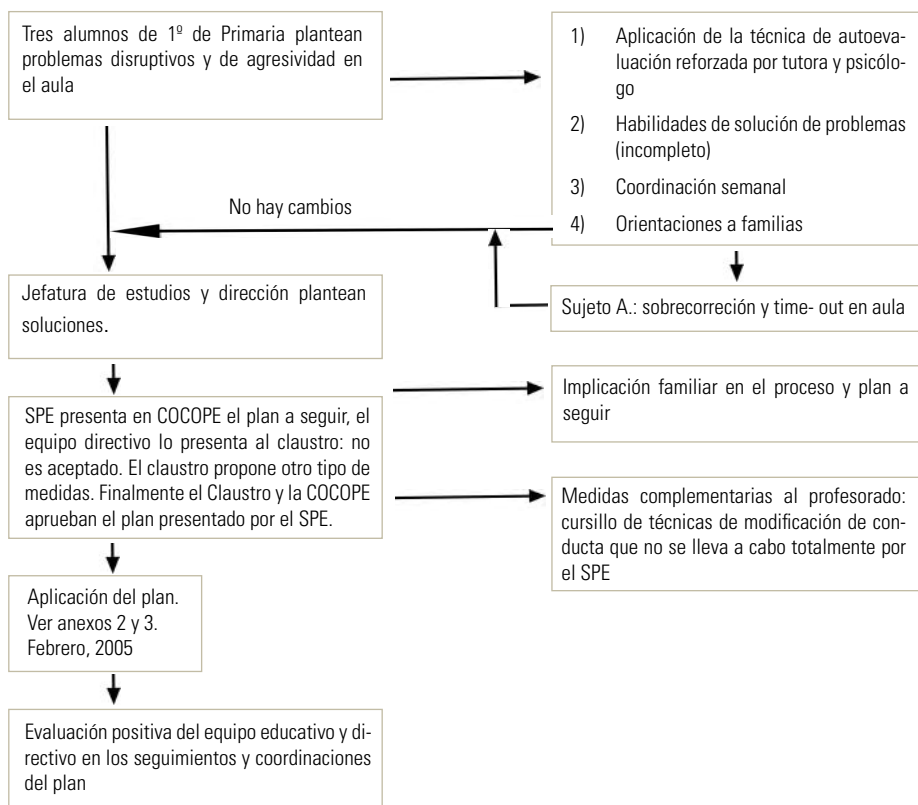 Tres alumnos de 1º de Primaria plantean
problemas disruptivos y de agresividad en
el aula
1) Aplicación de la técnica de autoeva-
luación reforzada por tutora y psicólo-
go
2) Habilidades de solución de problemas
(incompleto)
3) Coordinación semanal
4) Orientaciones a familias
No hay cambios
Sujeto A.: sobrecorreción y time- out en aula
Jefatura de estudios y dirección plantean
soluciones.
SPE presenta en COCOPE el plan a seguir, el
equipo directivo lo presenta al claustro: no
es aceptado. El claustro propone otro tipo de
medidas. Finalmente el Claustro y la COCOPE
aprueban el plan presentado por el SPE.
Implicación familiar en el proceso y plan a
seguir
Medidas complementarias al profesorado:
cursillo de técnicas de modificación de con-
ducta que no se lleva a cabo totalmente por
el SPE
Aplicación del plan.
Ver anexos 2 y 3.
Febrero, 2005
Evaluación positiva del equipo educativo y di-
rectivo en los seguimientos y coordinaciones
del plan